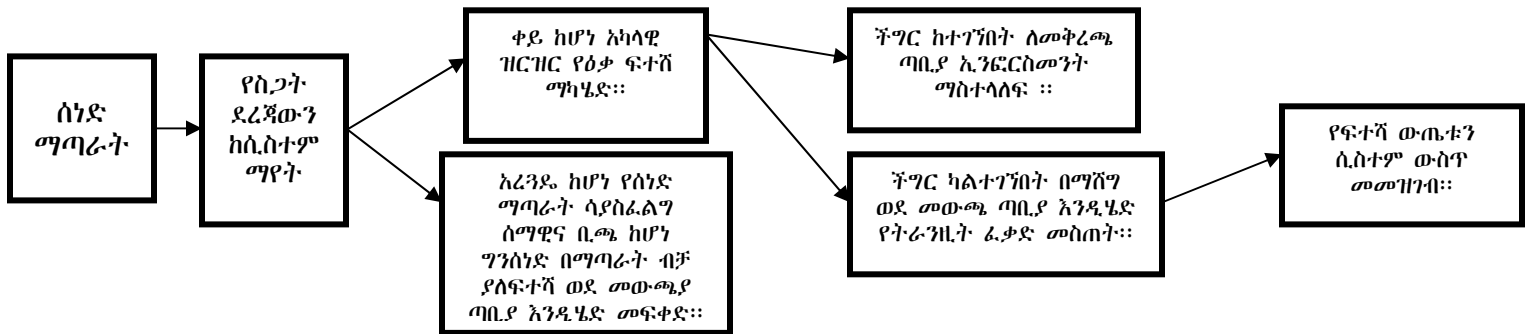 ሰነድ
ማጣራት
የስጋት
ደረጃውን
ከሲስተም
ማየት
ቀይ ከሆነ አካላዊ
ዝርዝር የዕቃ ፍተሸ
ማካሄድ፡፡
አረጓዴ ከሆነ የሰነድ
ማጣራት ሳያስፈልግ
ሰማዊና ቢጫ ከሆነ
ግንሰነድ በማጣራት ብቻ
ያለፍተሻ ወደ መውጫያ
ጣቢያ እንዲሄድ መፍቀድ፡፡
ችግር ከተገኘበት ለመቅረጫ
ጣቢያ ኢንፎርስመንት
ማስተላለፍ ፡፡
ችግር ካልተገኘበት በማሸግ
ወደ መውጫ ጣቢያ እንዲሄድ
የትራንዚት ፈቃድ መስጠት፡፡
የፍተሻ ውጤቱን
ሲስተም ውስጥ
መመዝገብ፡፡